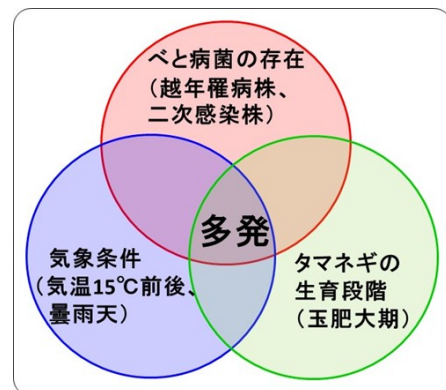 べと病菌の存在
(越年罹病株、
二次感染株)
多発
気象条件
(気温15℃前後、
曇雨天)
タマネギの
生育段階
(玉肥大期)